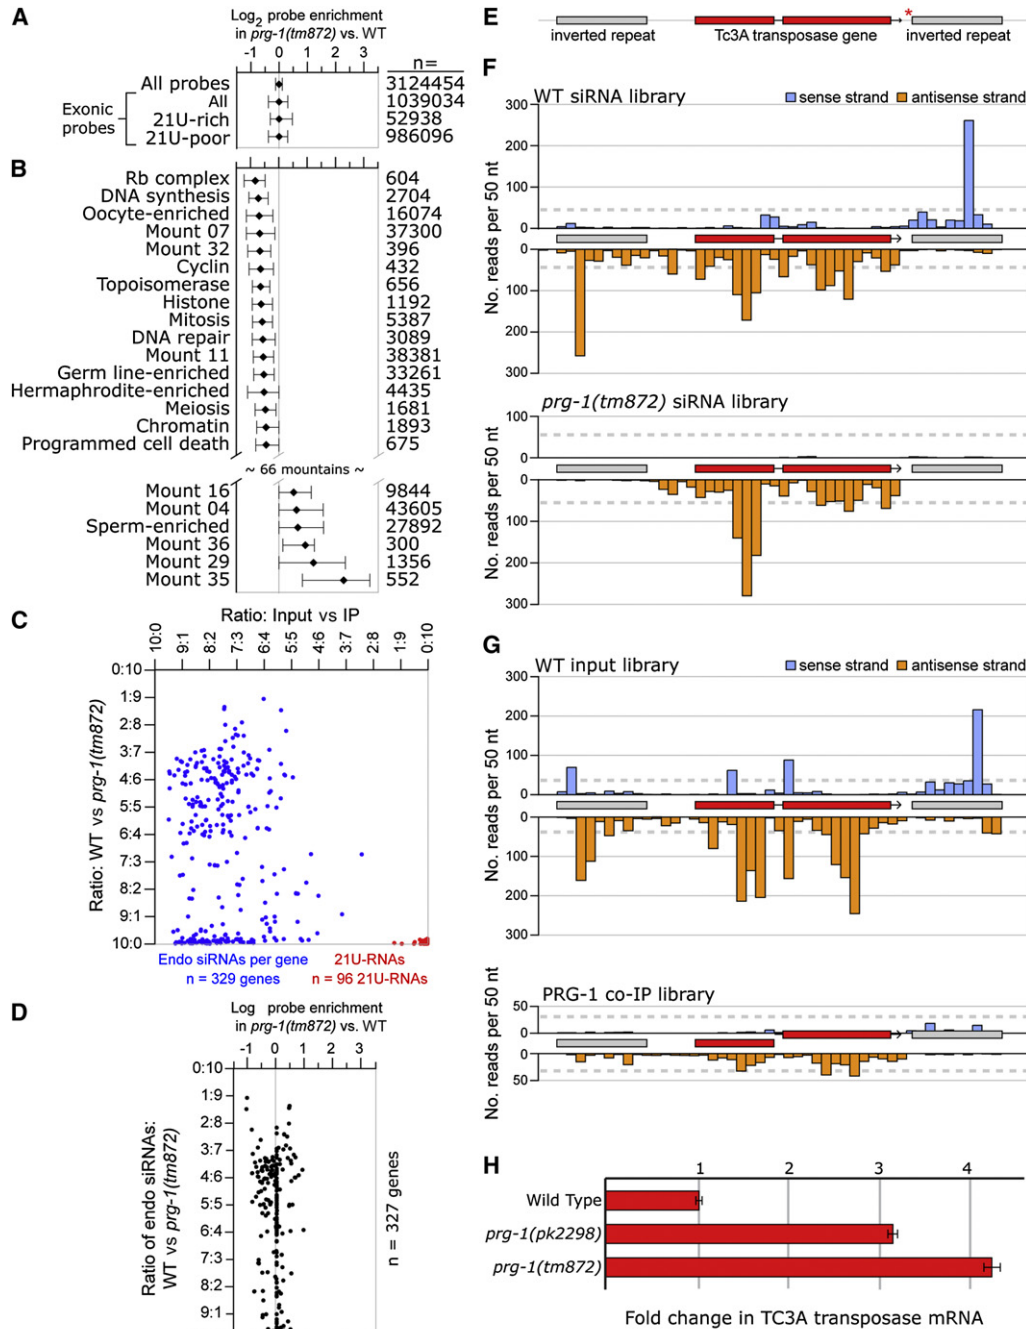 A
Log2 probe enrichment
in prg-1(tm872) vs. WT
-1 0 1 2 3
n=
All probes 3124454
Exonic probes
All 1039034
21U-rich 52938
21U-poor 986096
B
Rb complex 604
DNA synthesis 2704
Oocyte-enriched 16074
Mount 07 37300
Mount 32 396
Cyclin 432
Topoisomerase 656
Histone 1192
Mitosis 5387
DNA repair 3089
Mount 11 38381
Germ line-enriched 33261
Hermaphrodite-enriched 4435
Meiosis 1681
Chromatin 1893
Programmed cell death 675
~ 66 mountains ~
Mount 16 9844
Mount 04 43605
Sperm-enriched 27892
Mount 36 300
Mount 29 1356
Mount 35 552
C
Ratio: Input vs IP
10:0 9:1 8:2 7:3 6:4 5:5 4:6 3:7 2:8 1:9 0:10
Ratio: WT vs prg-1(tm872)
0:10
1:9
2:8
3:7
4:6
5:5
6:4
7:3
8:2
9:1
10:0
Endo siRNAs per gene
n = 329 genes
21U-RNAs
n = 96 21U-RNAs
D
Log probe enrichment
in prg-1(tm872) vs. WT
-1 0 1 2 3
Ratio of endo siRNAs:
WT vs prg-1(tm872)
0:10
1:9
2:8
3:7
4:6
5:5
6:4
7:3
8:2
9:1
n = 327 genes
E
*
inverted repeat Tc3A transposase gene inverted repeat
F
WT siRNA library
sense strand antisense strand
No. reads per 50 nt
300
200
100
0
No. reads per 50 nt
0
100
200
300
prg-1(tm872) siRNA library
No. reads per 50 nt
100
0
0
100
200
300
G
WT input library
sense strand antisense strand
No. reads per 50 nt
300
200
100
0
No. reads per 50 nt
0
100
200
300
PRG-1 co-IP library
No. reads per 50 nt
50
0
0
50
H
1 2 3 4
Wild Type
prg-1(pk2298)
prg-1(tm872)
Fold change in TC3A transposase mRNA